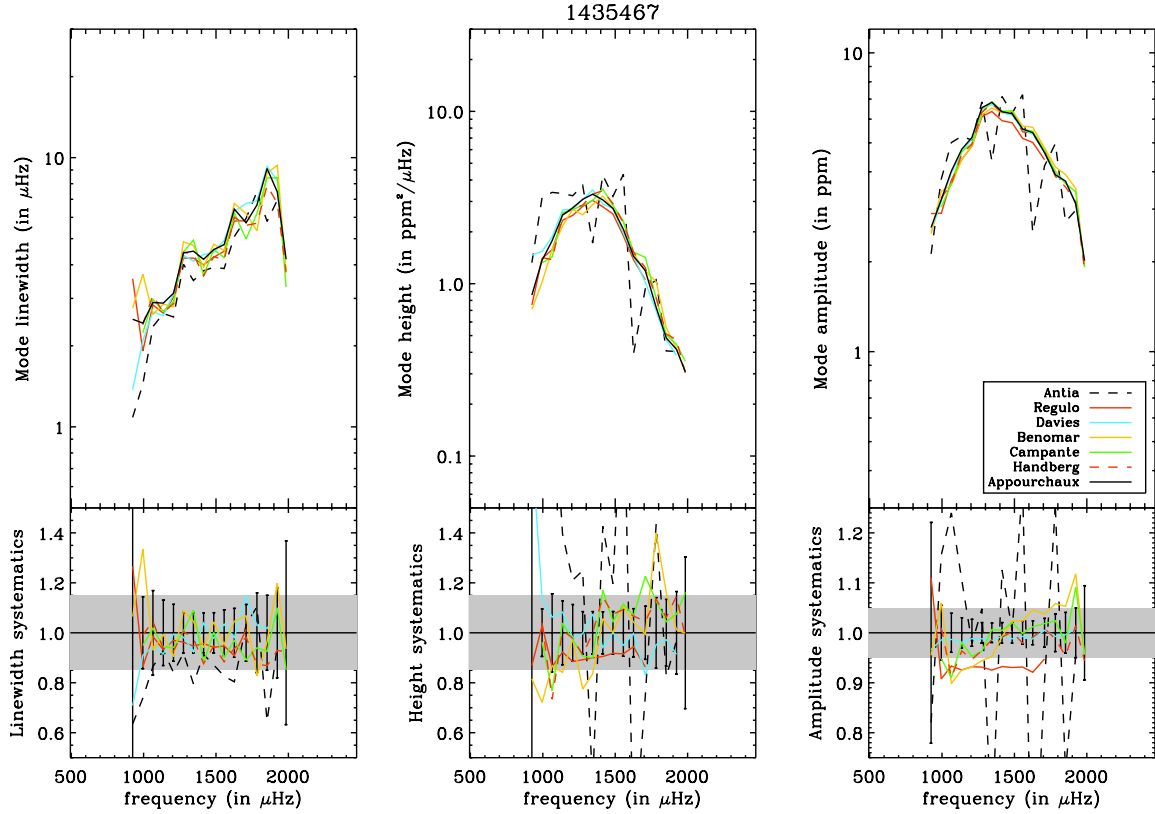 1435467
Mode linewidth (in μHz)
10
1
Mode height (in ppm²/μHz)
10.0
1.0
0.1
Mode amplitude (in ppm)
10
1
Antia
Regulo
Davies
Benomar
Campante
Handberg
Appourchaux
Linewidth systematics
1.4
1.2
1.0
0.8
0.6
500 1000 1500 2000
frequency (in μHz)
Height systematics
1.4
1.2
1.0
0.8
0.6
500 1000 1500 2000
frequency (in μHz)
Amplitude systematics
1.2
1.1
1.0
0.9
0.8
500 1000 1500 2000
frequency (in μHz)